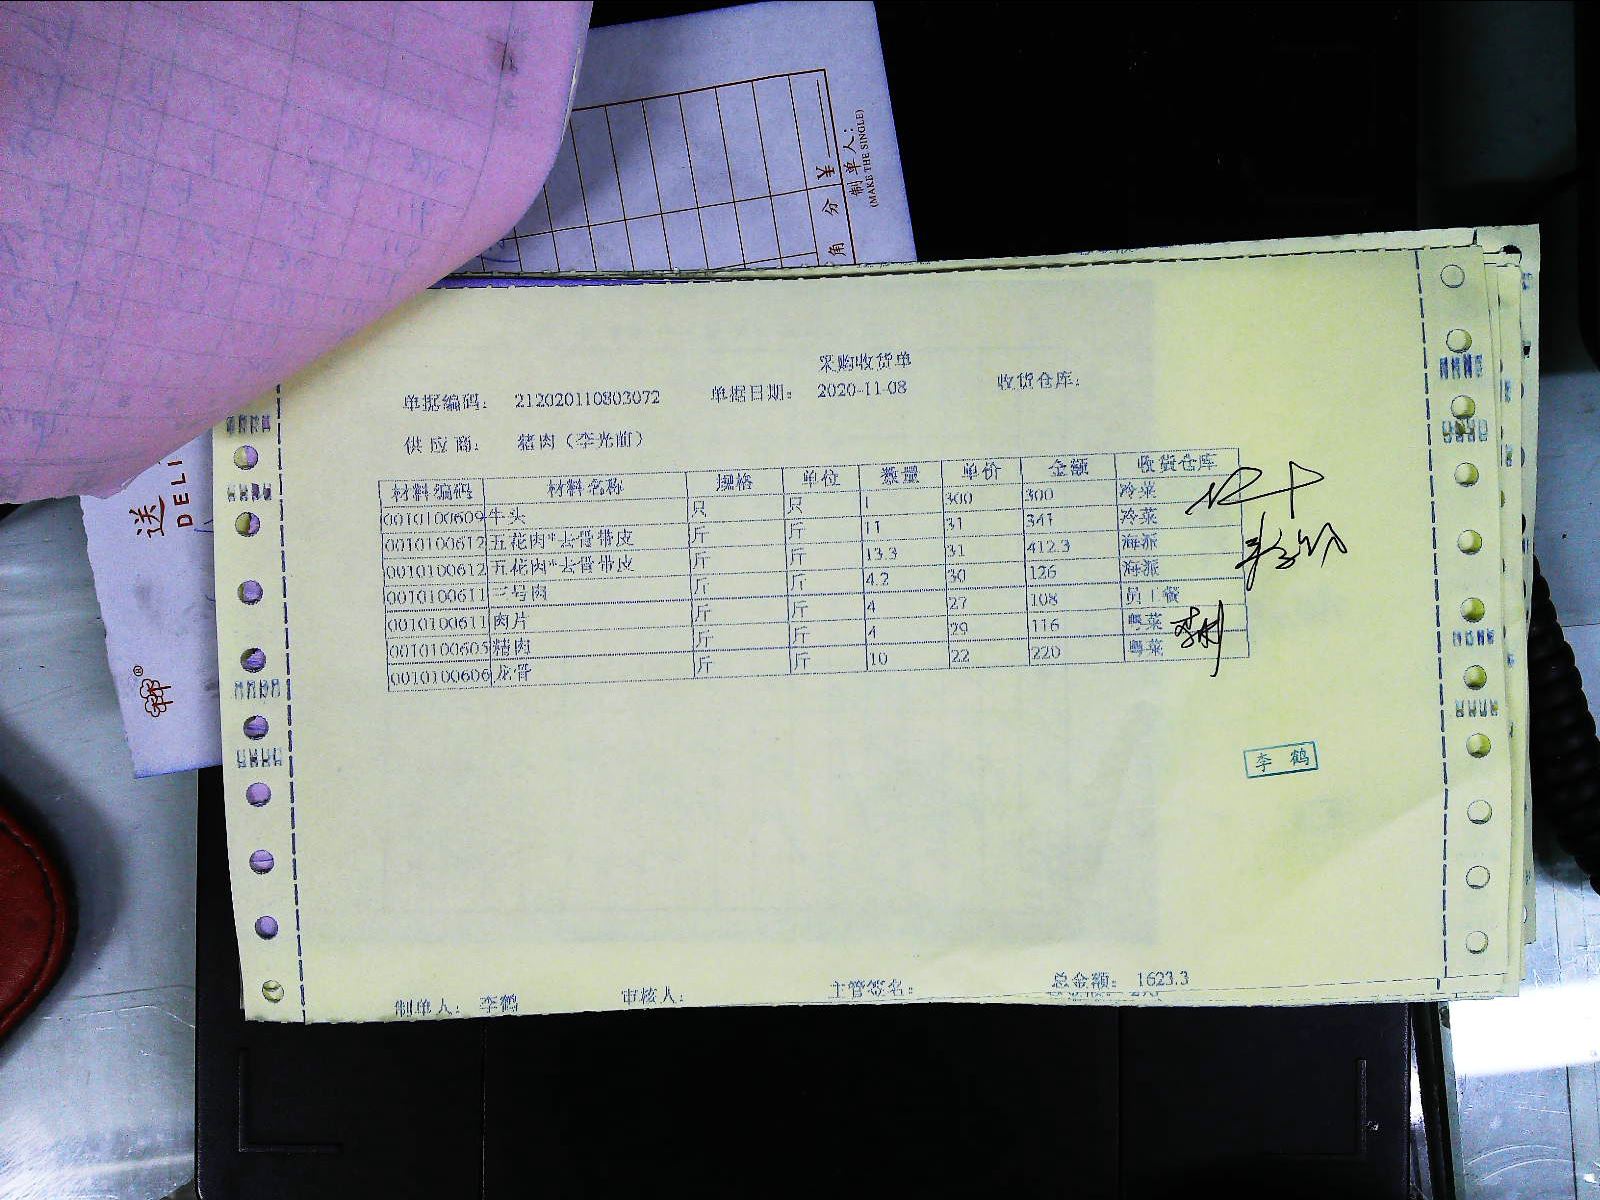 ¥
分
角
制单人:
(MAKE THE SINGLE)
送
DELI
采购收货单
单据编码: 212020110803072 单据日期: 2020-11-08 收货仓库:
供应商: 猪肉(李光前)
材料编码 材料名称 规格 单位 数量 单价 金额 收货仓库
0010100609 牛头 只 只 1 300 300 冷菜
0010100612 五花肉*去骨带皮 斤 斤 11 31 341 冷菜
0010100612 五花肉*去骨带皮 斤 斤 13.3 31 412.3 海派
0010100611 三号肉 斤 斤 4.2 30 126 海派
0010100611 肉片 斤 斤 4 27 108 员工餐
0010100605 精肉 斤 斤 4 29 116 粤菜
0010100606 龙骨 斤 斤 10 22 220 粤菜
李鹤
总金额: 1623.3
制单人: 李鹤 审核人: 主管签名: